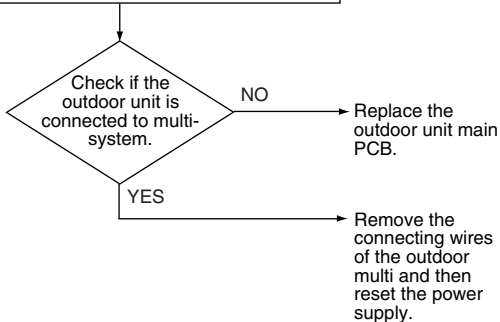 Check if the
outdoor unit is
connected to multi-
system.
NO
Replace the
outdoor unit main
PCB.
YES
Remove the
connecting wires
of the outdoor
multi and then
reset the power
supply.